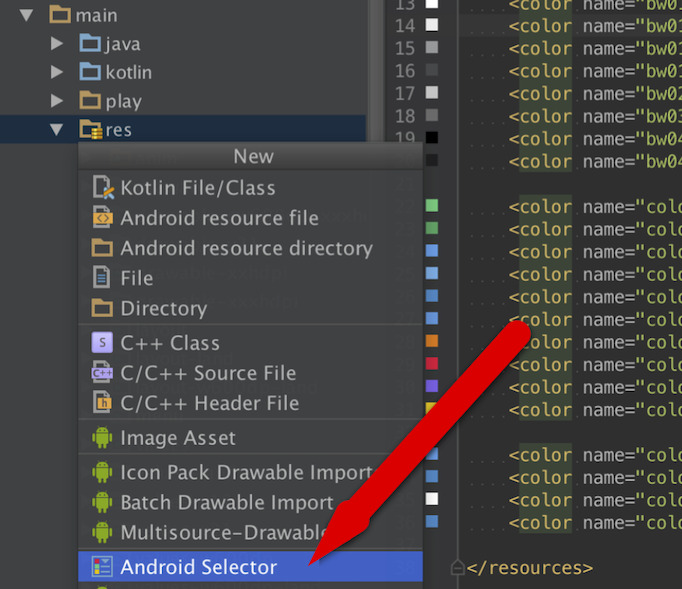 main
java
kotlin
play
res
New
Kotlin File/Class
Android resource file
Android resource directory
File
Directory
C++ Class
C/C++ Source File
C/C++ Header File
Image Asset
Icon Pack Drawable Import
Batch Drawable Import
Multisource-Drawable
Android Selector
13 <color name="bw01
14 <color name="bw01
15 <color name="bw01
16 <color name="bw01
17 <color name="bw02
18 <color name="bw03
19 <color name="bw04
<color name="bw04
<color name="colo
<color name="colo
<color name="colo
<color name="colo
<color name="colo
<color name="colo
<color name="colo
<color name="colo
<color name="colo
<color name="colo
<color name="colo
<color name="colo
<color name="colo
<color name="colo
</resources>